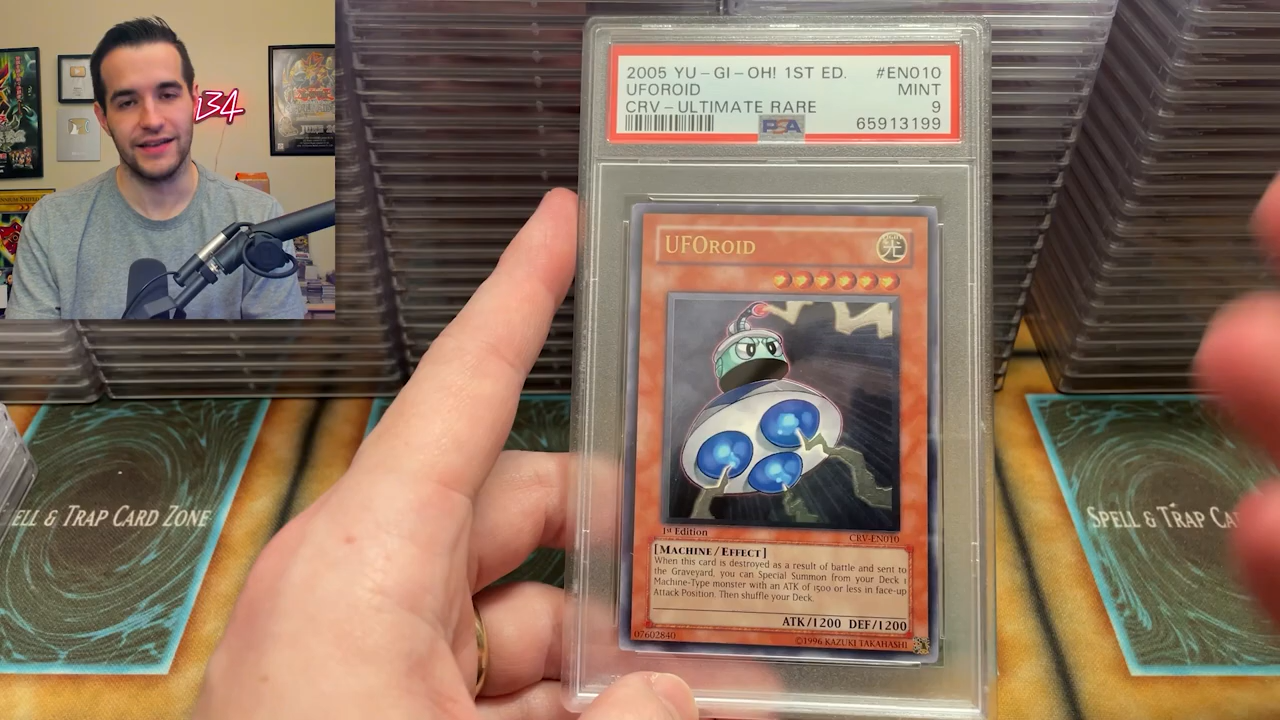 134
2005 YU-GI-OH! 1ST ED. #EN010
UFOROID MINT
CRV-ULTIMATE RARE 9
PSA 65913199
UFOROID
LIGHT
光
1st Edition
CRV-EN010
[MACHINE/EFFECT]
When this card is destroyed as a result of battle and sent to
the Graveyard, you can Special Summon from your Deck 1
Machine-Type monster with an ATK of 1500 or less in face-up
Attack Position. Then shuffle your Deck.
ATK/1200 DEF/1200
07602840
©1996 KAZUKI TAKAHASHI
ELL & TRAP CARD ZONE
SPELL & TRAP CA